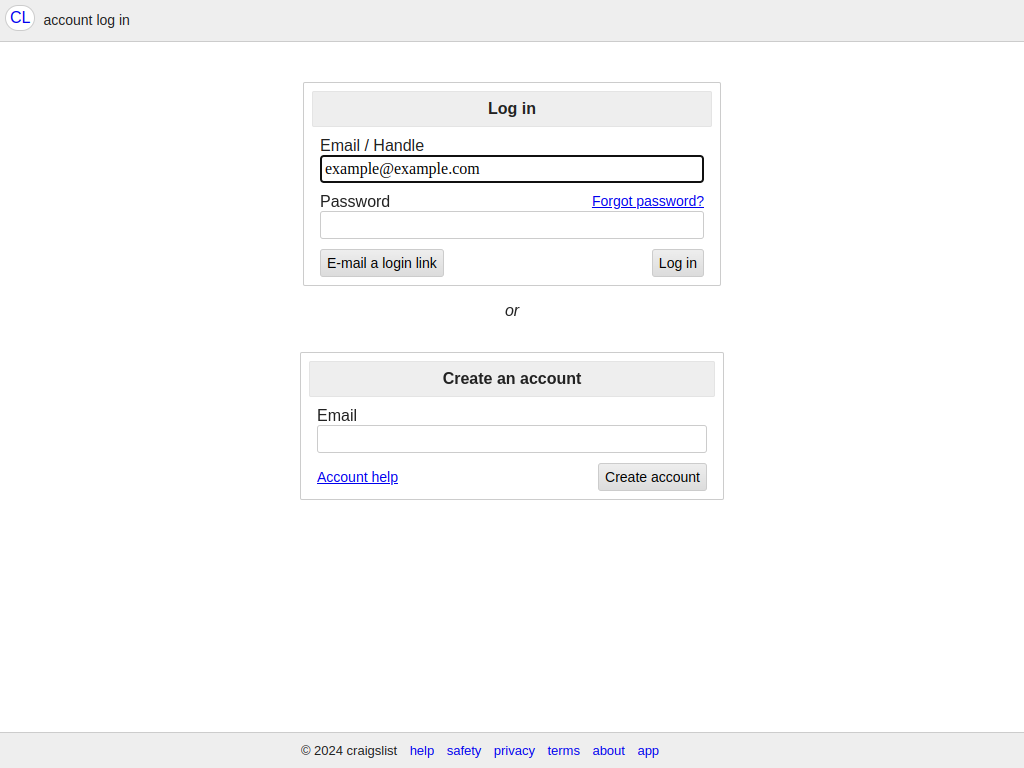 CL account log in
Log in
Email / Handle
example@example.com
Password Forgot password?
E-mail a login link Log in
or
Create an account
Email
Account help Create account
© 2024 craigslist help safety privacy terms about app